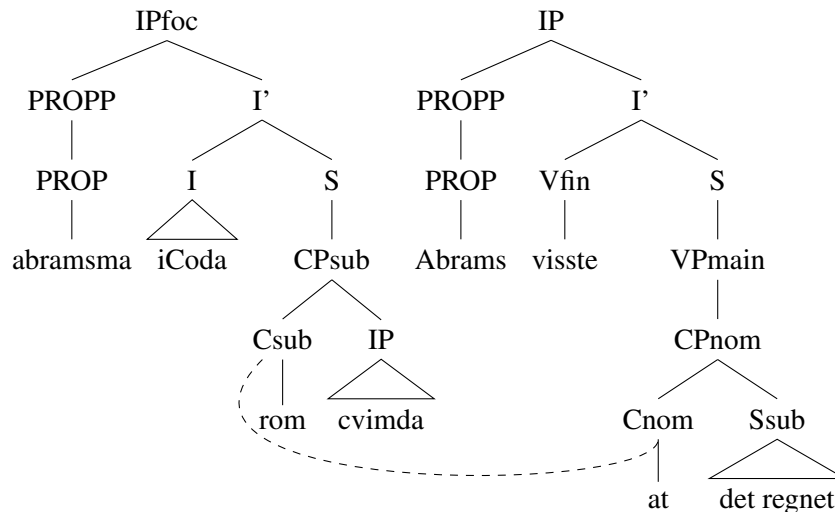 IPfoc IP
PROPP I' PROPP I'
PROP I S PROP Vfin S
abramsma iCoda CPsub Abrams visste VPmain
Csub IP CPnom
rom cvimda Cnom Ssub
at det regnet